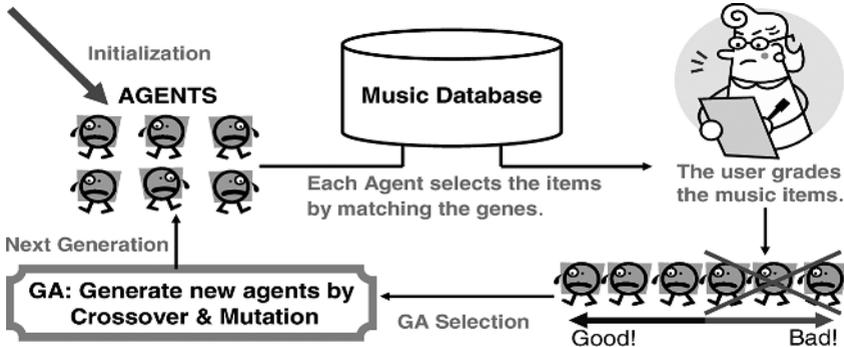 Initialization
AGENTS
Music Database
Each Agent selects the items
by matching the genes.
The user grades
the music items.
Next Generation
GA: Generate new agents by
Crossover & Mutation
GA Selection
Good!
Bad!